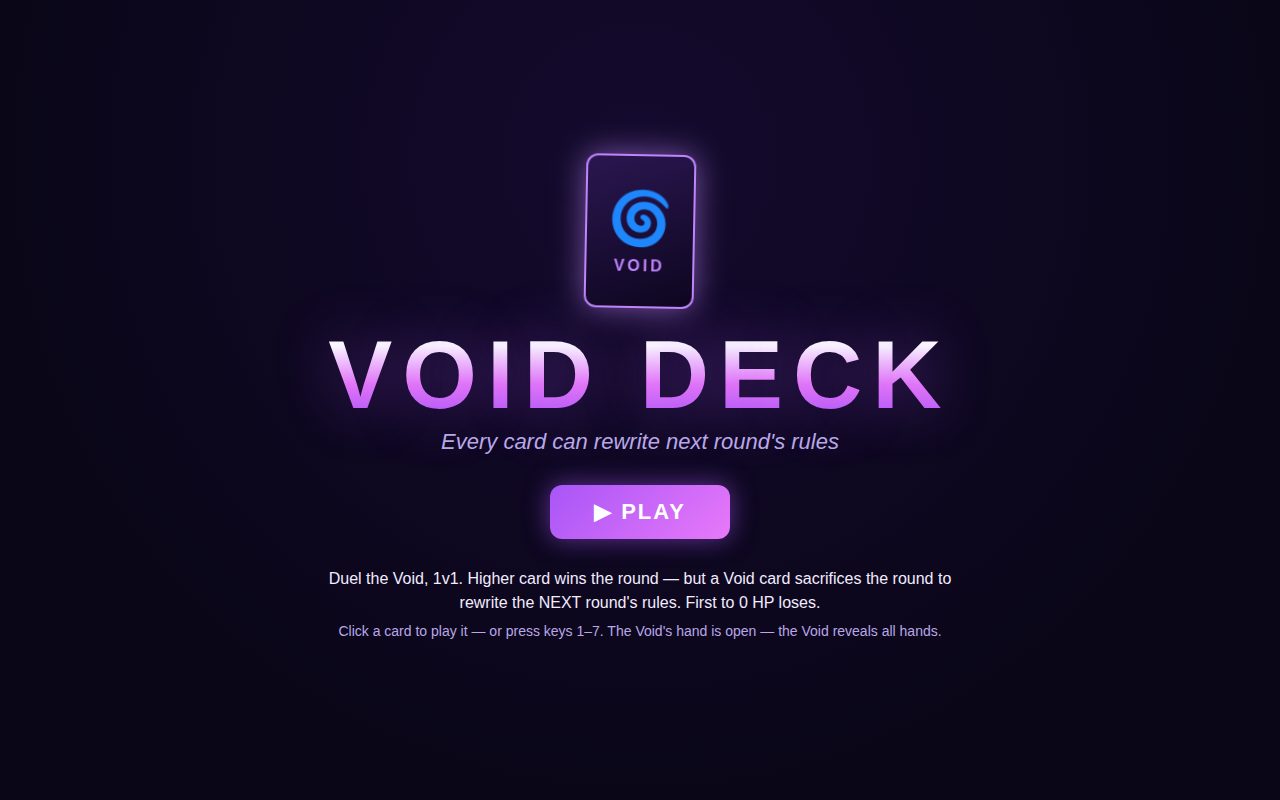 VOID
VOID DECK
Every card can rewrite next round's rules
▶ PLAY
Duel the Void, 1v1. Higher card wins the round — but a Void card sacrifices the round to
rewrite the NEXT round's rules. First to 0 HP loses.
Click a card to play it — or press keys 1–7. The Void's hand is open — the Void reveals all hands.